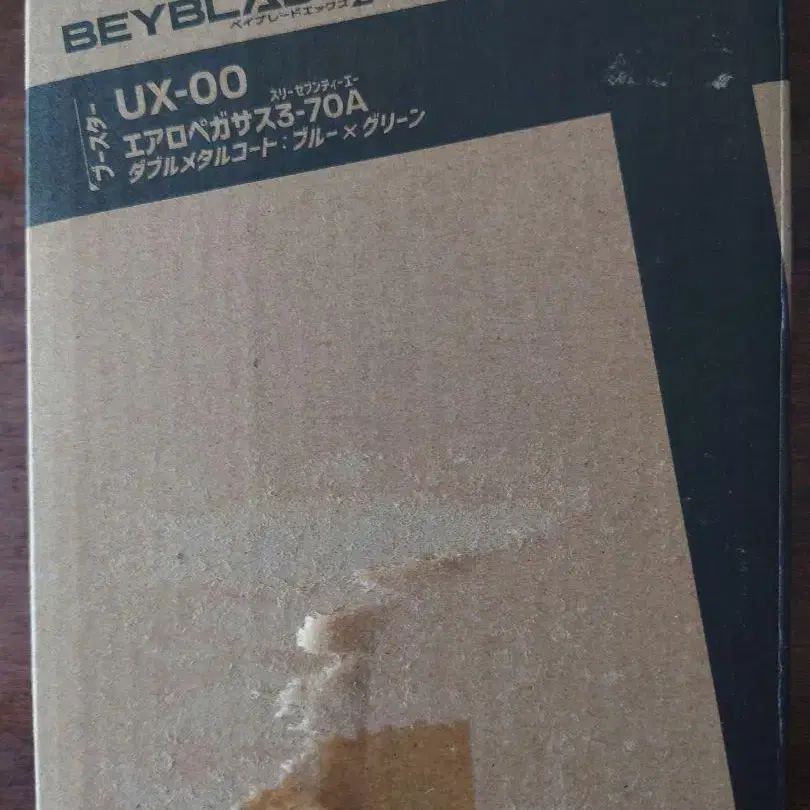 BEYBLADE X
ベイブレードエックス
ブースター
UX-00
スリーセブンティーエー
エアロペガサス3-70A
ダブルメタルコート：ブルー×グリーン